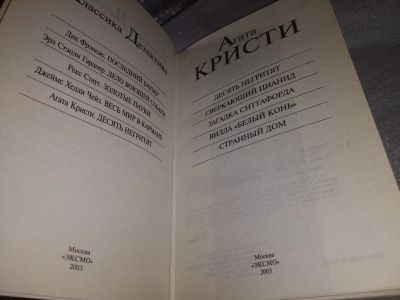 Классика Детектива
Дик Фрэнсис. ПОСЛЕДНИЙ БАРЬЕР
Эрл Стэнли Гарднер. ДЕЛО ВОЮЩЕЙ СОБАКИ
Рекс Стаут. ЗОЛОТЫЕ ПАУКИ
Джеймс Хедли Чейз. ВЕСЬ МИР В КАРМАНЕ
Агата Кристи. ДЕСЯТЬ НЕГРИТЯТ
Москва
«ЭКСМО»
2003
Агата
КРИСТИ
ДЕСЯТЬ НЕГРИТЯТ
СВЕРКАЮЩИЙ ЦИАНИД
ЗАГАДКА СИТТАФОРДА
ВИЛЛА «БЕЛЫЙ КОНЬ»
СТРАННЫЙ ДОМ
Москва
«ЭКСМО»
2003